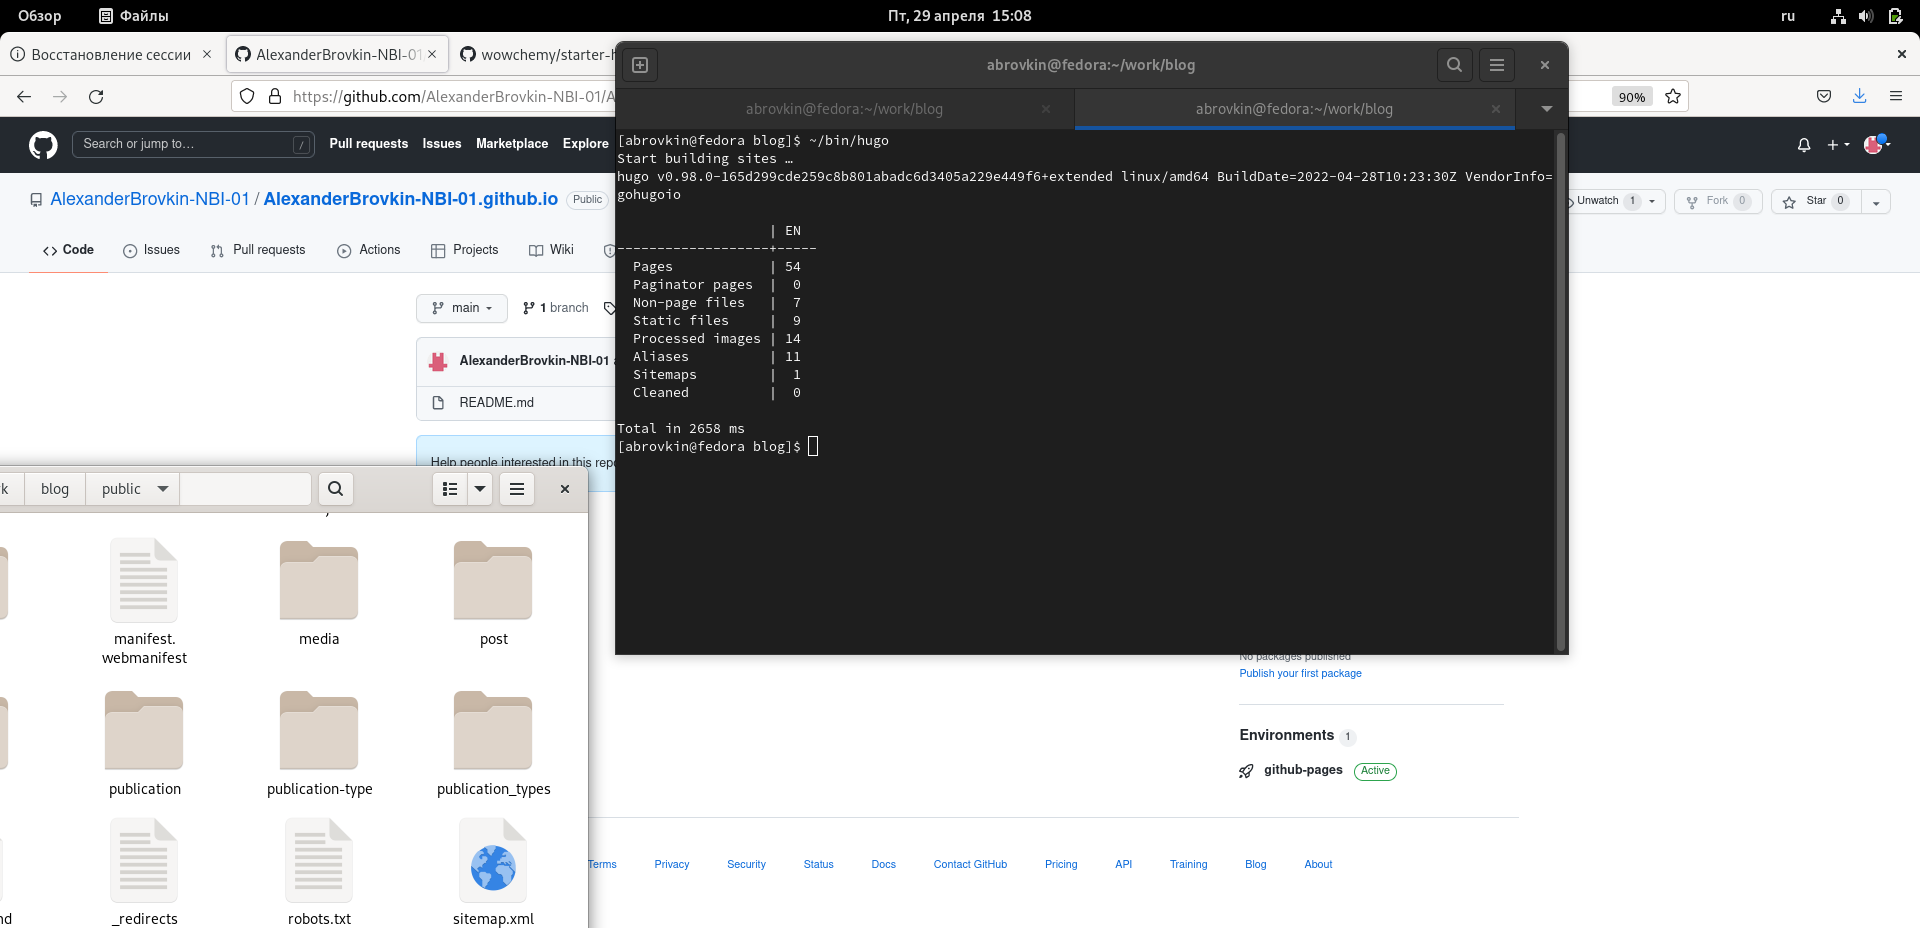 Обзор Файлы Пт, 29 апреля 15:08 ru
Восстановление сессии × AlexanderBrovkin-NBI-01 × wowchemy/starter-h
https://github.com/AlexanderBrovkin-NBI-01/A 90%
Search or jump to… / Pull requests Issues Marketplace Explore
AlexanderBrovkin-NBI-01 / AlexanderBrovkin-NBI-01.github.io Public
Unwatch 1 Fork 0 Star 0
Code Issues Pull requests Actions Projects Wiki
main 1 branch
AlexanderBrovkin-NBI-01
README.md
Help people interested in this repo
abrovkin@fedora:~/work/blog
abrovkin@fedora:~/work/blog × abrovkin@fedora:~/work/blog ×
[abrovkin@fedora blog]$ ~/bin/hugo
Start building sites …
hugo v0.98.0-165d299cde259c8b801abadc6d3405a229e449f6+extended linux/amd64 BuildDate=2022-04-28T10:23:30Z VendorInfo=
gohugoio
| EN
-------------------+-----
Pages | 54
Paginator pages | 0
Non-page files | 7
Static files | 9
Processed images | 14
Aliases | 11
Sitemaps | 1
Cleaned | 0
Total in 2658 ms
[abrovkin@fedora blog]$
k blog public
manifest.
webmanifest
media
post
publication
publication-type
publication_types
_redirects
robots.txt
sitemap.xml
No packages published
Publish your first package
Environments 1
github-pages Active
Terms Privacy Security Status Docs Contact GitHub Pricing API Training Blog About